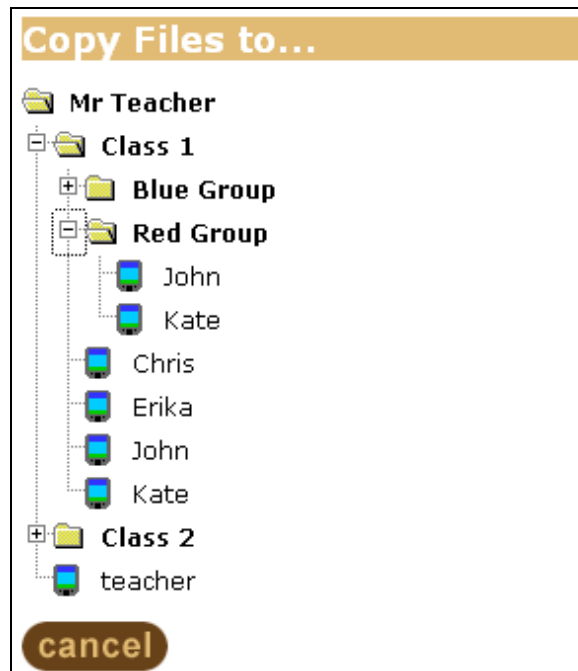 Copy Files to...
Mr Teacher
Class 1
Blue Group
Red Group
John
Kate
Chris
Erika
John
Kate
Class 2
teacher
cancel